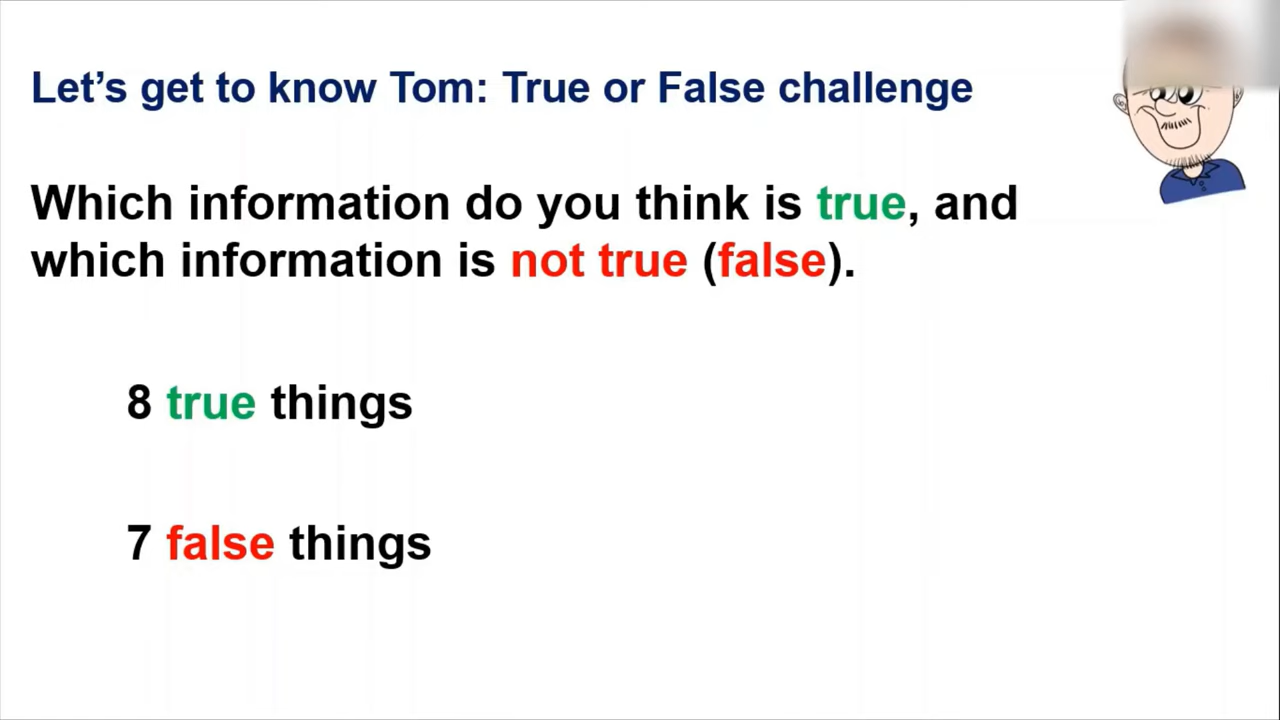 Let’s get to know Tom: True or False challenge
Which information do you think is true, and
which information is not true (false).
8 true things
7 false things